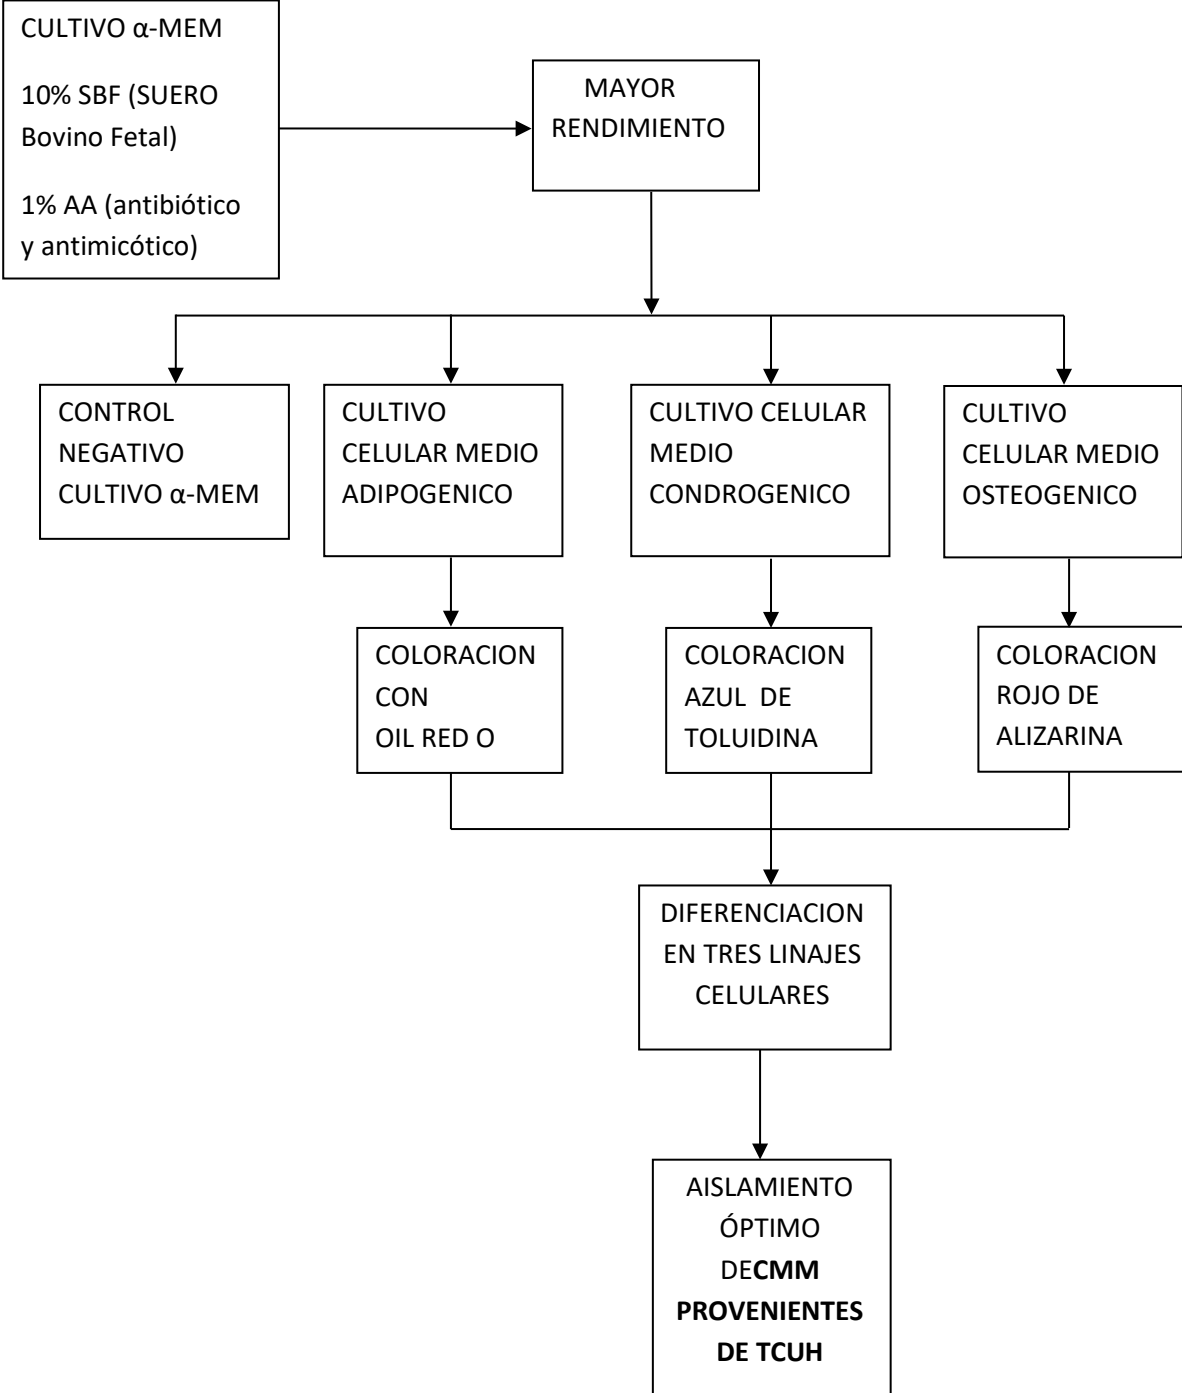 CULTIVO α-MEM
10% SBF (SUERO
Bovino Fetal)
1% AA (antibiótico
y antimicótico)
MAYOR
RENDIMIENTO
CONTROL
NEGATIVO
CULTIVO α-MEM
CULTIVO
CELULAR MEDIO
ADIPOGENICO
CULTIVO CELULAR
MEDIO
CONDROGENICO
CULTIVO
CELULAR MEDIO
OSTEOGENICO
COLORACION
CON
OIL RED O
COLORACION
AZUL DE
TOLUIDINA
COLORACION
ROJO DE
ALIZARINA
DIFERENCIACION
EN TRES LINAJES
CELULARES
AISLAMIENTO
ÓPTIMO
DECMM
PROVENIENTES
DE TCUH